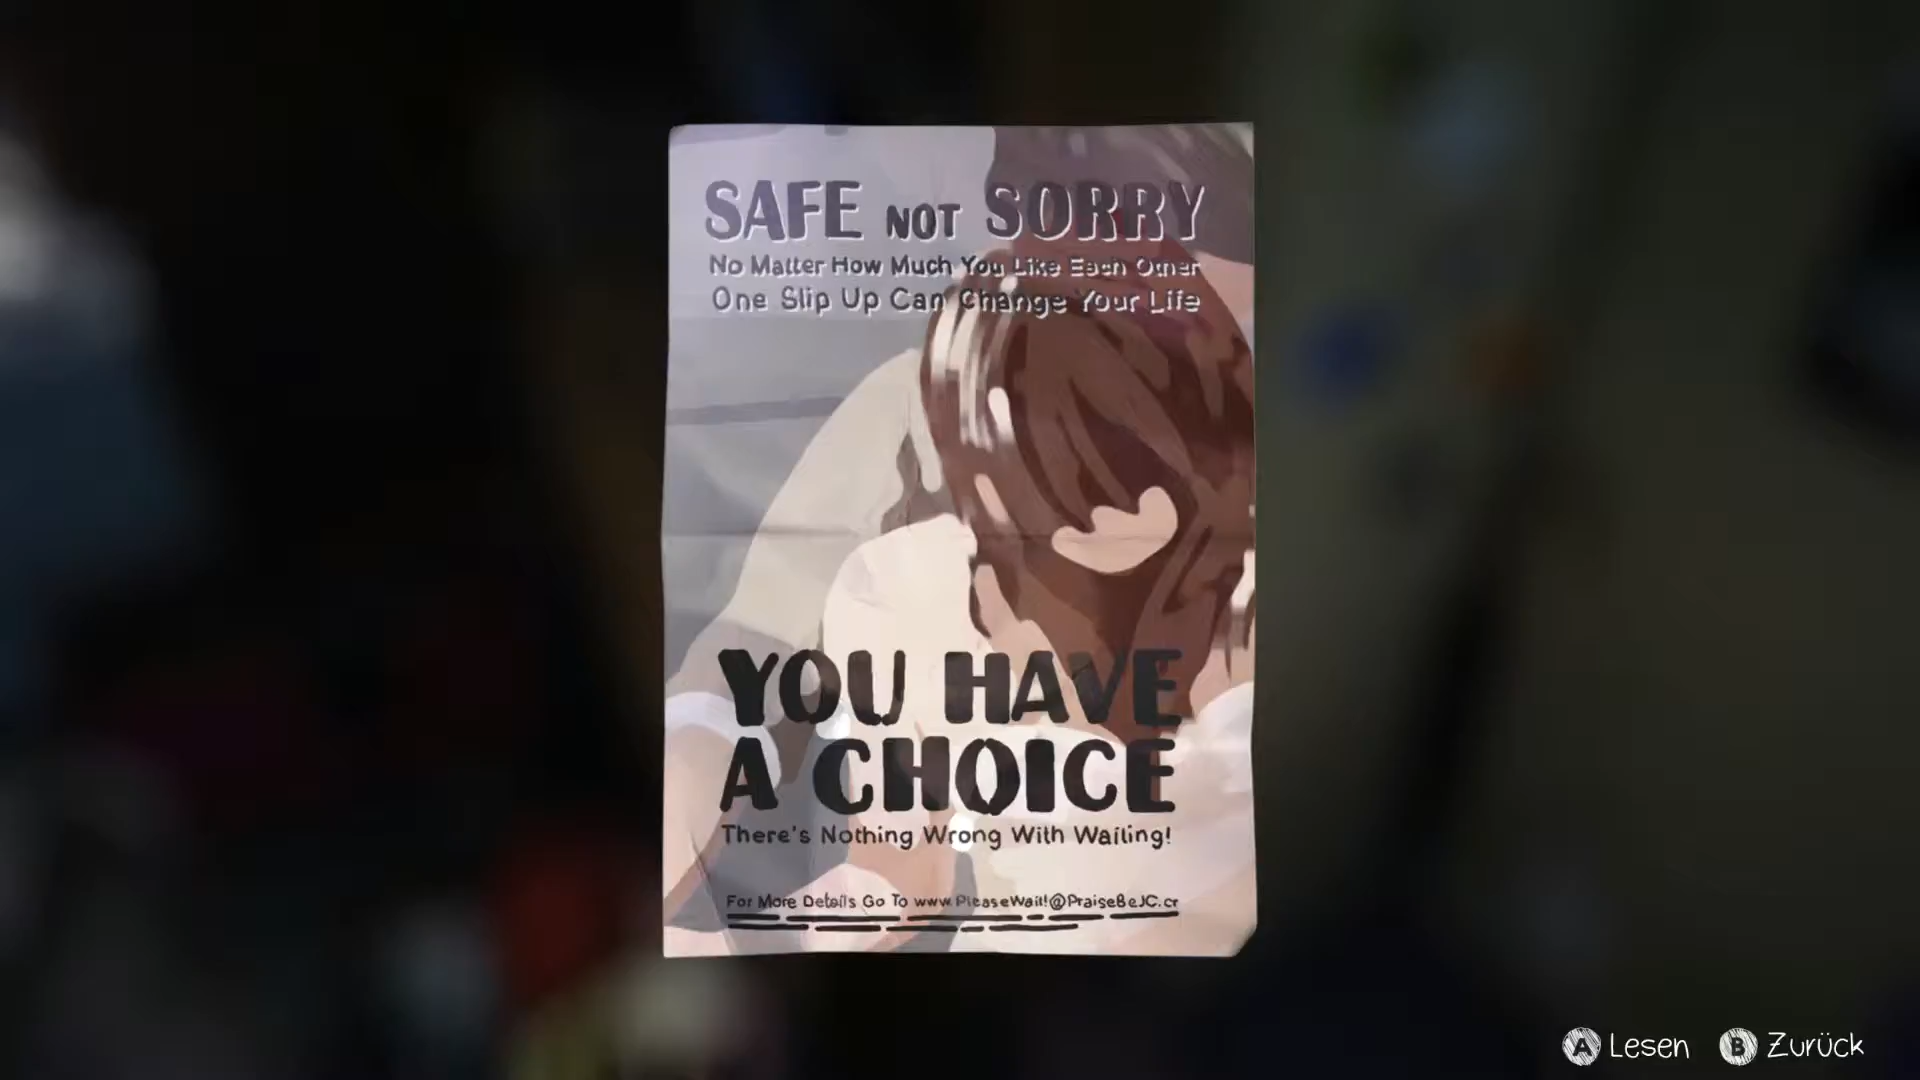 SAFE NOT SORRY
No Matter How Much You Like Each Other
One Slip Up Can Change Your Life
YOU HAVE
A CHOICE
There's Nothing Wrong With Waiting!
For More Details Go To www.PleaseWait!@PraiseBeJC.cr
A Lesen B Zurück